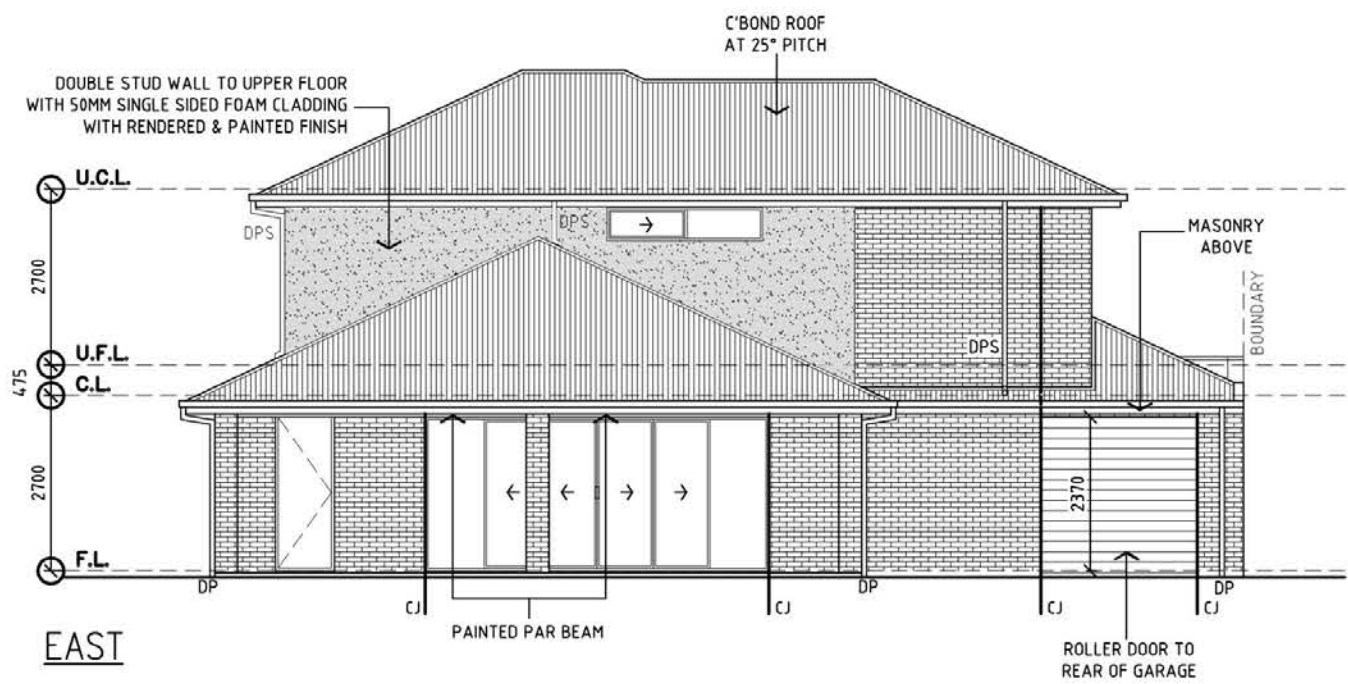 C'BOND ROOF
AT 25° PITCH
DOUBLE STUD WALL TO UPPER FLOOR
WITH 50MM SINGLE SIDED FOAM CLADDING
WITH RENDERED & PAINTED FINISH
U.C.L.
DPS
DPS
MASONRY
ABOVE
2700
BOUNDARY
U.F.L.
DPS
475
C.L.
2700
2370
F.L.
DP
DP
DP
CJ
CJ
CJ
CJ
PAINTED PAR BEAM
EAST
ROLLER DOOR TO
REAR OF GARAGE